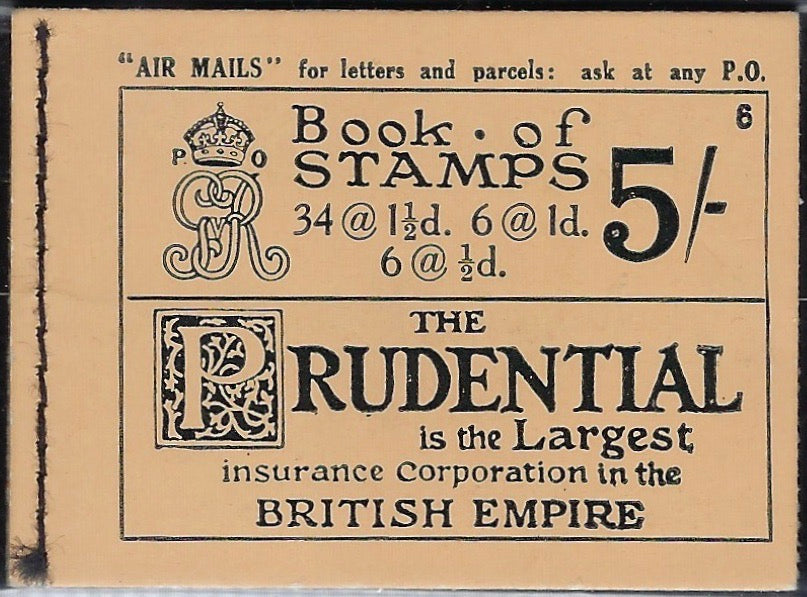 "AIR MAILS" for letters and parcels: ask at any P.O.
6
P O
GRV
Book · of
STAMPS
5/-
34 @ 1½d. 6 @ 1d.
6 @ ½d.
THE
PRUDENTIAL
is the Largest
insurance Corporation in the
BRITISH EMPIRE